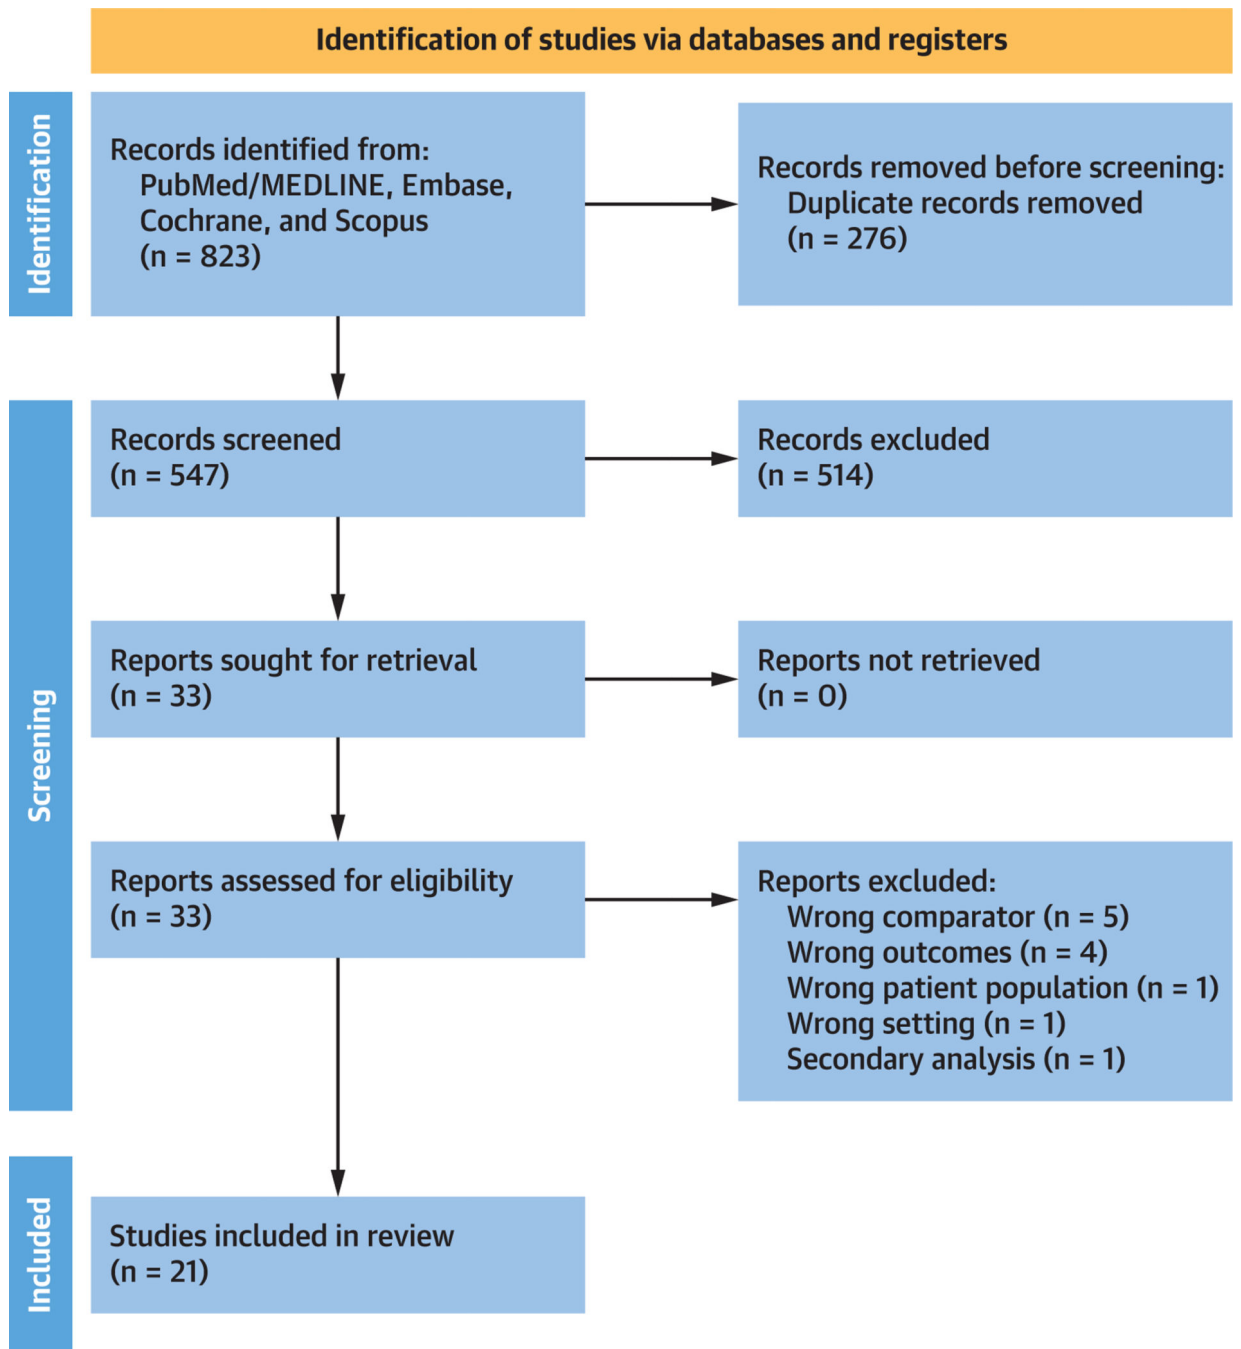 Identification of studies via databases and registers
Identification
Records identified from:
PubMed/MEDLINE, Embase,
Cochrane, and Scopus
(n = 823)
Records removed before screening:
Duplicate records removed
(n = 276)
Screening
Records screened
(n = 547)
Records excluded
(n = 514)
Reports sought for retrieval
(n = 33)
Reports not retrieved
(n = 0)
Reports assessed for eligibility
(n = 33)
Reports excluded:
Wrong comparator (n = 5)
Wrong outcomes (n = 4)
Wrong patient population (n = 1)
Wrong setting (n = 1)
Secondary analysis (n = 1)
Included
Studies included in review
(n = 21)